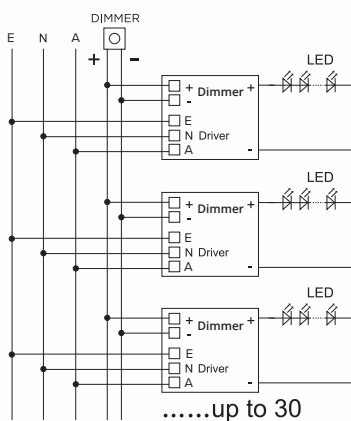 DIMMER
E N A
+ -
LED
+ Dimmer +
-
E
N Driver
A -
LED
+ Dimmer +
-
E
N Driver
A -
LED
+ Dimmer +
-
E
N Driver
A -
......up to 30